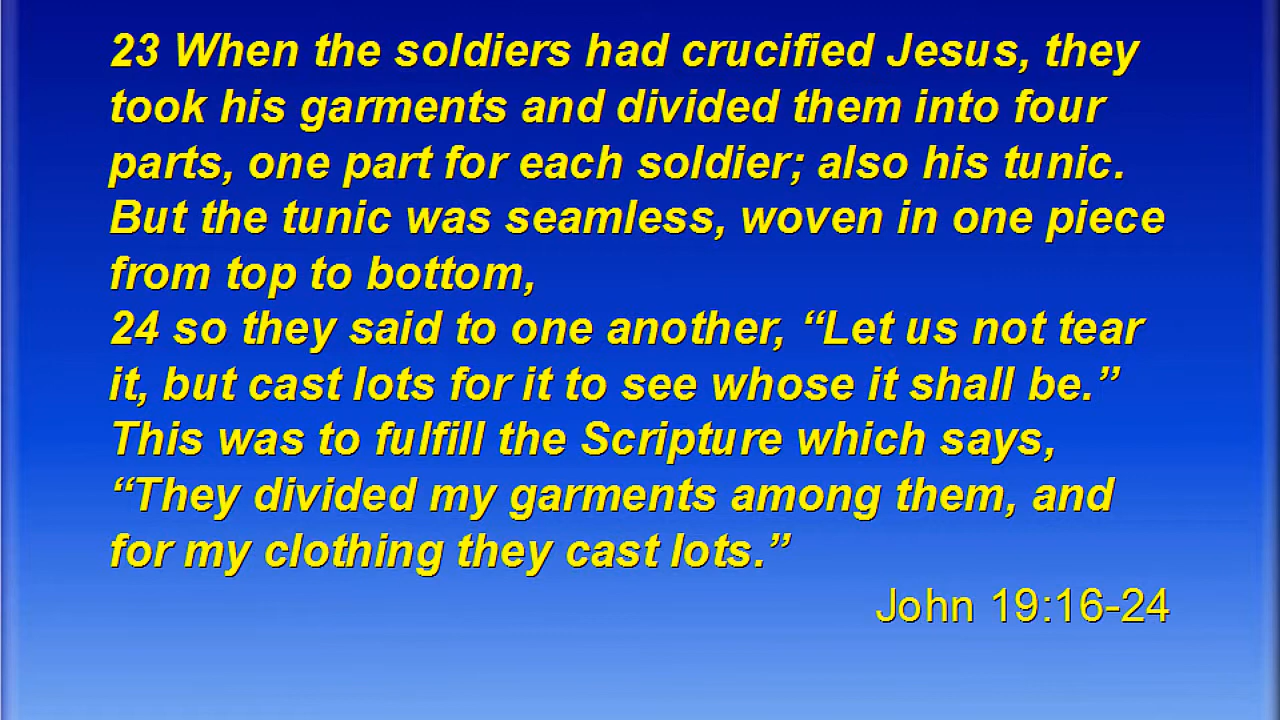 23 When the soldiers had crucified Jesus, they
took his garments and divided them into four
parts, one part for each soldier; also his tunic.
But the tunic was seamless, woven in one piece
from top to bottom,
24 so they said to one another, “Let us not tear
it, but cast lots for it to see whose it shall be.”
This was to fulfill the Scripture which says,
“They divided my garments among them, and
for my clothing they cast lots.”
John 19:16-24